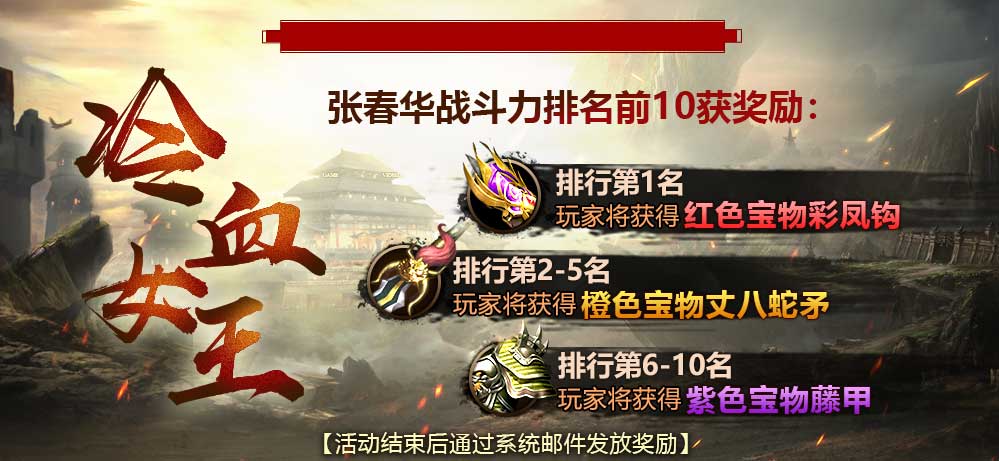 冷血女王
张春华战斗力排名前10获奖励：
排行第1名
玩家将获得 红色宝物彩凤钩
排行第2-5名
玩家将获得 橙色宝物丈八蛇矛
排行第6-10名
玩家将获得 紫色宝物藤甲
【活动结束后通过系统邮件发放奖励】
GAME
VIDEO